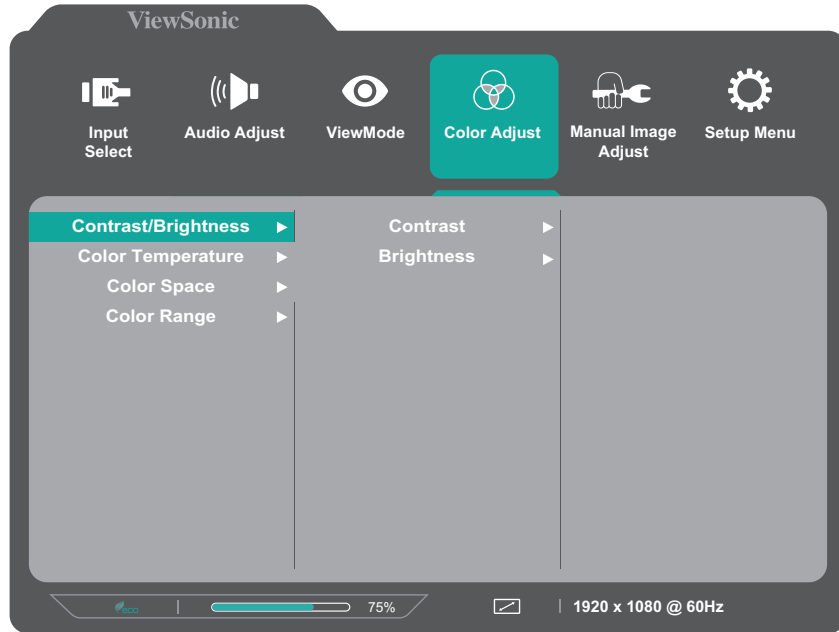 ViewSonic
Input
Select
Audio Adjust
ViewMode
Color Adjust
Manual Image
Adjust
Setup Menu
Contrast/Brightness
Contrast
Color Temperature
Brightness
Color Space
Color Range
eco
75%
1920 x 1080 @ 60Hz